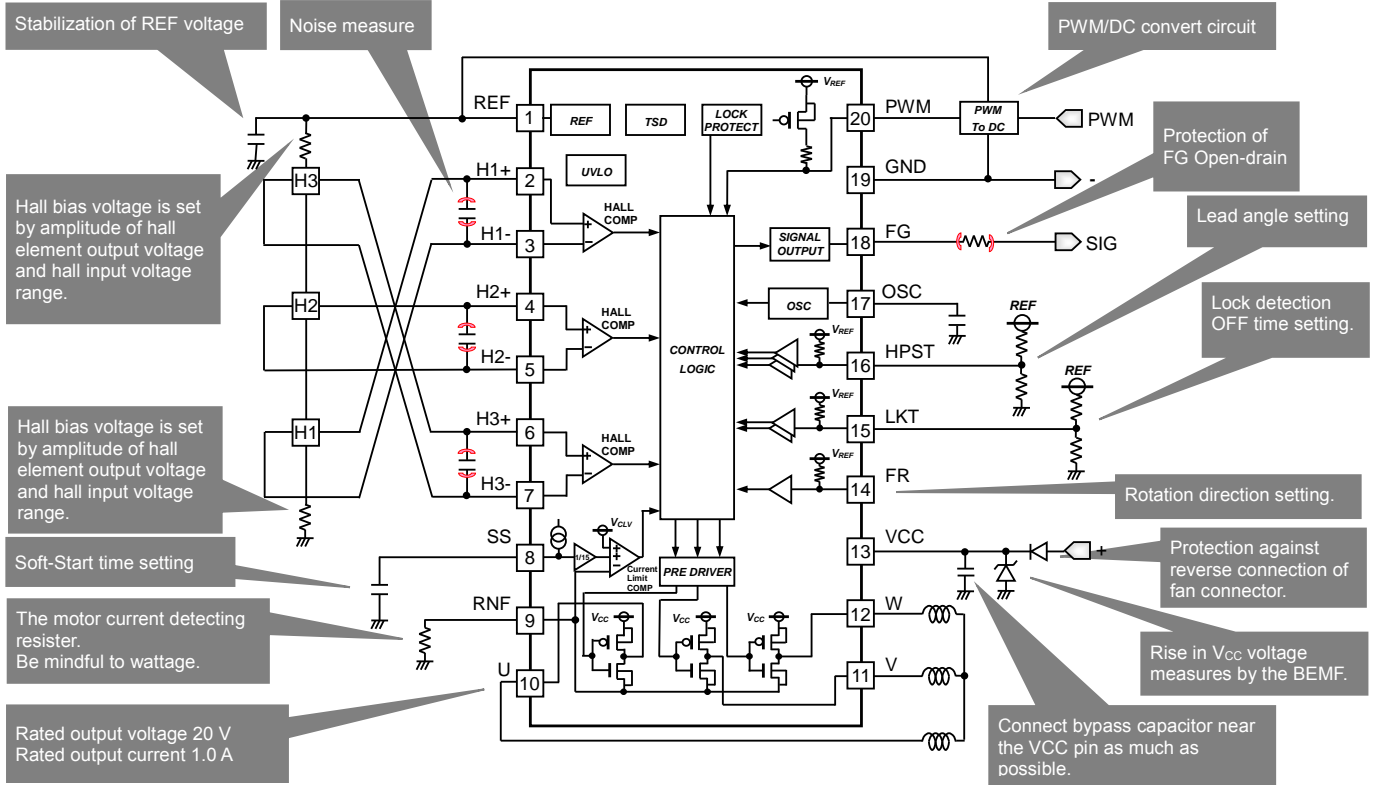 Stabilization of REF voltage
Noise measure
PWM/DC convert circuit
Hall bias voltage is set
by amplitude of hall
element output voltage
and hall input voltage
range.
Hall bias voltage is set
by amplitude of hall
element output voltage
and hall input voltage
range.
Soft-Start time setting
The motor current detecting
resister.
Be mindful to wattage.
Rated output voltage 20 V
Rated output current 1.0 A
Protection of
FG Open-drain
Lead angle setting
Lock detection
OFF time setting.
Rotation direction setting.
Protection against
reverse connection of
fan connector.
Rise in VCC voltage
measures by the BEMF.
Connect bypass capacitor near
the VCC pin as much as
possible.
H3
H2
H1
REF
1
H1+
2
H1-
3
H2+
4
H2-
5
H3+
6
H3-
7
SS
8
RNF
9
U
10
REF
TSD
LOCK
PROTECT
UVLO
VREF
HALL
COMP
+
−
HALL
COMP
+
−
HALL
COMP
+
−
CONTROL
LOGIC
SIGNAL
OUTPUT
OSC
VREF
VREF
VREF
VCLV
1/15
+
+
−
Current
Limit
COMP
PRE DRIVER
VCC
VCC
VCC
20
PWM
PWM
To DC
PWM
19
GND
-
18
FG
SIG
17
OSC
16
HPST
REF
15
LKT
REF
14
FR
13
VCC
+
12
W
11
V